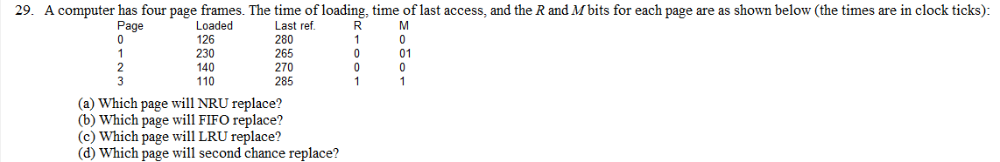 29. A computer has four page frames. The time of loading, time of last access, and the R and M bits for each page are as shown below (the times are in clock ticks):
Page Loaded Last ref. R M
0 126 280 1 0
1 230 265 0 01
2 140 270 0 0
3 110 285 1 1
(a) Which page will NRU replace?
(b) Which page will FIFO replace?
(c) Which page will LRU replace?
(d) Which page will second chance replace?